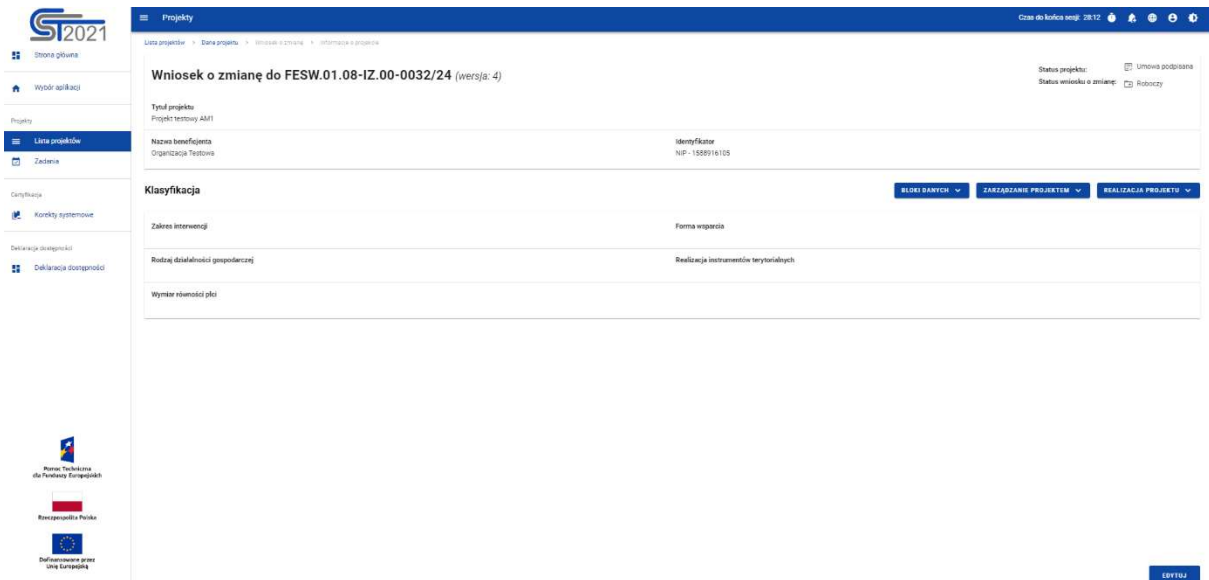 CST2021
Projekty
Czas do końca sesji: 28:12
Strona główna
Wybór aplikacji
Projekty
Lista projektów
Zadania
Certyfikacja
Korekty systemowe
Deklaracja dostępności
Deklaracja dostępności
Pomoc Techniczna
dla Funduszy Europejskich
Rzeczpospolita Polska
Dofinansowane przez
Unię Europejską
Lista projektów > Dane projektu > Wniosek o zmianę > Informacje o projekcie
Wniosek o zmianę do FESW.01.08-IZ.00-0032/24 (wersja: 4)
Status projektu: Umowa podpisana
Status wniosku o zmianę: Roboczy
Tytuł projektu
Projekt testowy AM1
Nazwa beneficjenta
Organizacja Testowa
Identyfikator
NIP - 1588916105
Klasyfikacja
BLOKI DANYCH
ZARZĄDZANIE PROJEKTEM
REALIZACJA PROJEKTU
Zakres interwencji
Forma wsparcia
Rodzaj działalności gospodarczej
Realizacja instrumentów terytorialnych
Wymiar równości płci
EDYTUJ